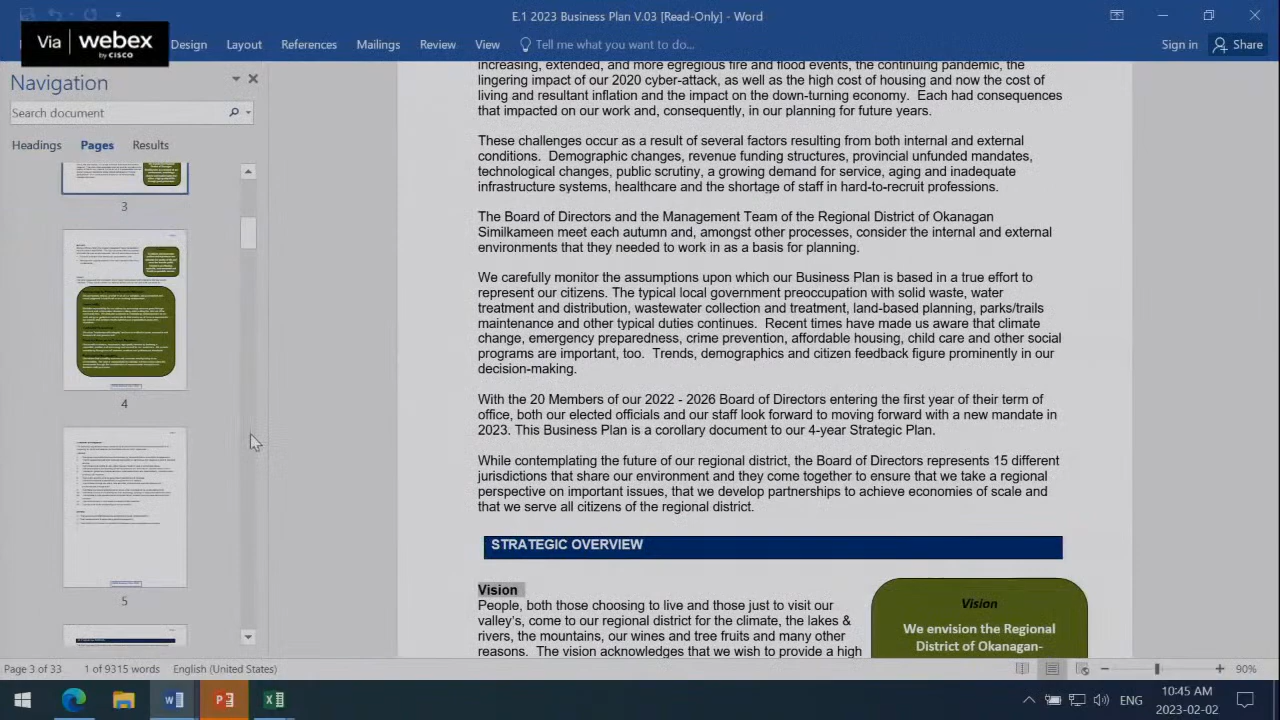 E.1 2023 Business Plan V.03 [Read-Only] - Word
Via webex by CISCO
Design Layout References Mailings Review View Tell me what you want to do... Sign in Share
Navigation
Search document
Headings Pages Results
3
4
5
increasing, extended, and more egregious fire and flood events, the continuing pandemic, the
lingering impact of our 2020 cyber-attack, as well as the high cost of housing and now the cost of
living and resultant inflation and the impact on the down-turning economy. Each had consequences
that impacted on our work and, consequently, in our planning for future years.
These challenges occur as a result of several factors resulting from both internal and external
conditions. Demographic changes, revenue funding structures, provincial unfunded mandates,
technological changes, public scrutiny, a growing demand for service, aging and inadequate
infrastructure systems, healthcare and the shortage of staff in hard-to-recruit professions.
The Board of Directors and the Management Team of the Regional District of Okanagan
Similkameen meet each autumn and, amongst other processes, consider the internal and external
environments that they needed to work in as a basis for planning.
We carefully monitor the assumptions upon which our Business Plan is based in a true effort to
represent our citizens. The typical local government preoccupation with solid waste, water
treatment and distribution, wastewater collection and treatment, land-based planning, parks/trails
maintenance and other typical duties continues. Recent times have made us aware that climate
change, emergency preparedness, crime prevention, affordable housing, child care and other social
programs are important, too. Trends, demographics and citizen feedback figure prominently in our
decision-making.
With the 20 Members of our 2022 - 2026 Board of Directors entering the first year of their term of
office, both our elected officials and our staff look forward to moving forward with a new mandate in
2023. This Business Plan is a corollary document to our 4-year Strategic Plan.
While contemplating the future of our regional district, the Board of Directors represents 15 different
jurisdictions that share our environment and they come together to ensure that we take a regional
perspective on important issues, that we develop partnerships to achieve economies of scale and
that we serve all citizens of the regional district.
STRATEGIC OVERVIEW
Vision
People, both those choosing to live and those just to visit our
valley's, come to our regional district for the climate, the lakes &
rivers, the mountains, our wines and tree fruits and many other
reasons. The vision acknowledges that we wish to provide a high
Vision
We envision the Regional
District of Okanagan-
Page 3 of 33 1 of 9315 words English (United States) 90%
ENG 10:45 AM
2023-02-02